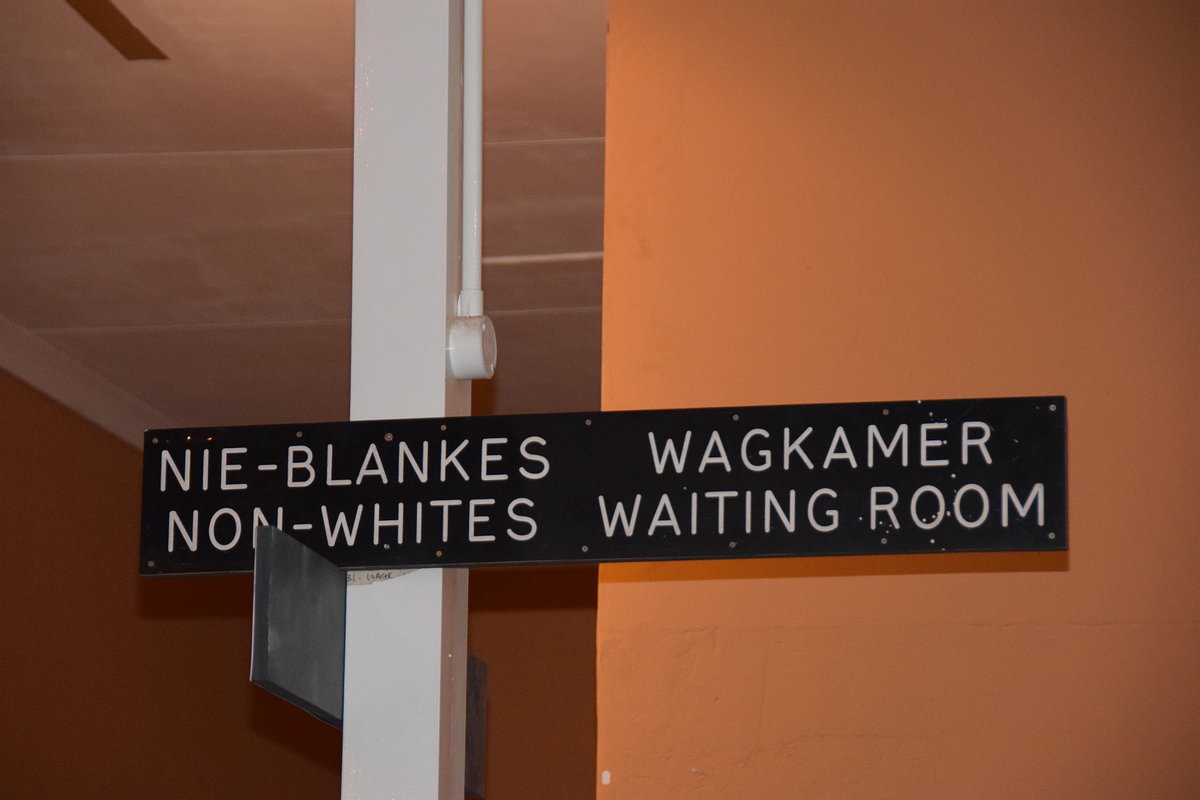 NIE-BLANKES WAGKAMER
NON-WHITES WAITING ROOM